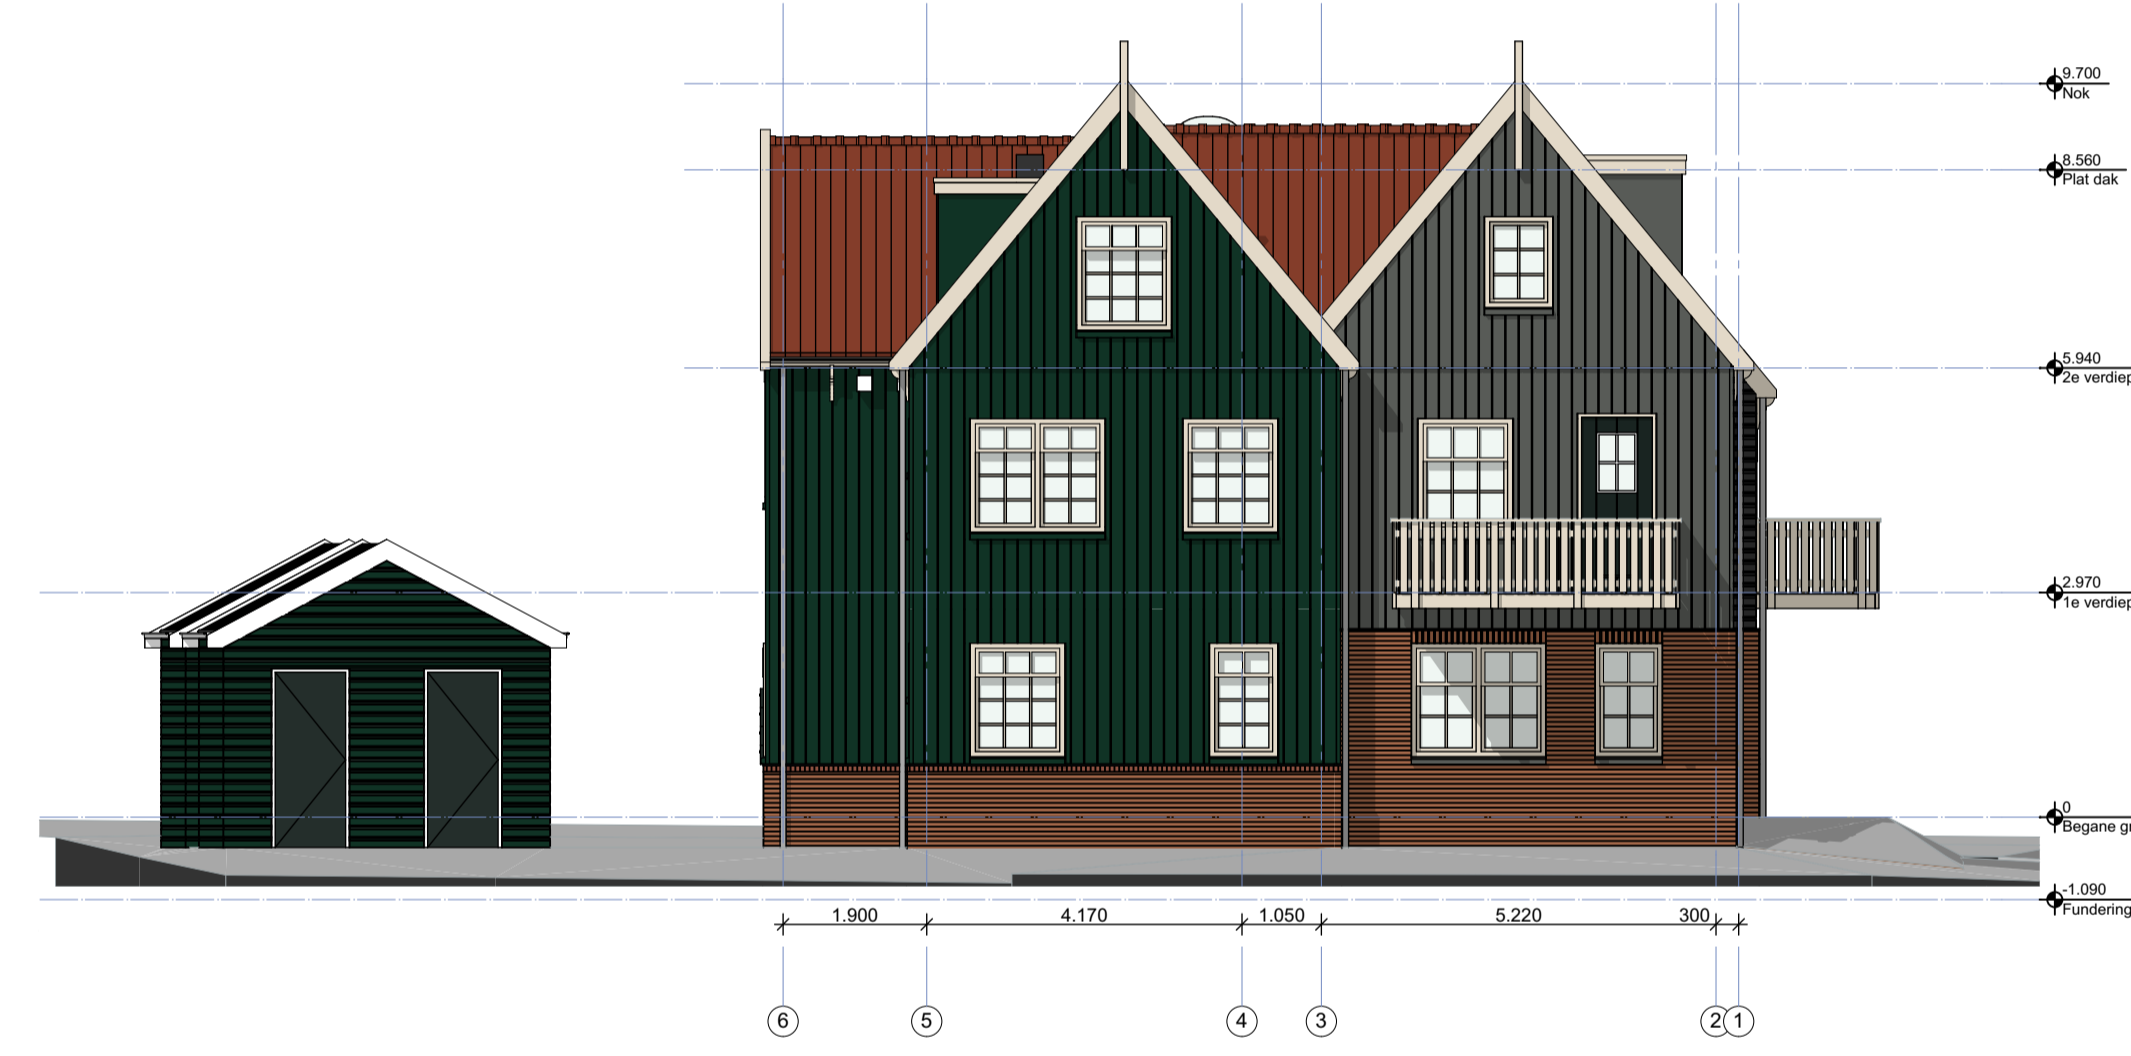 9.700
Nok
8.560
Plat dak
5.940
2e verdiep
2.970
1e verdiep
0
Begane gr
-1.090
Fundering
1.900 4.170 1.050 5.220 300
6 5 4 3 2 1